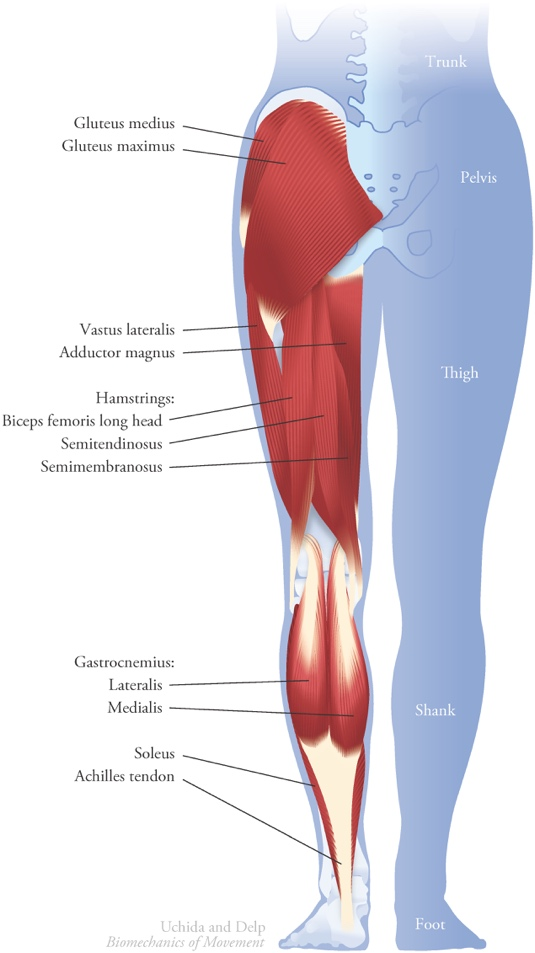 Trunk
Gluteus medius
Gluteus maximus
Pelvis
Vastus lateralis
Adductor magnus
Thigh
Hamstrings:
Biceps femoris long head
Semitendinosus
Semimembranosus
Gastrocnemius:
Lateralis
Medialis
Shank
Soleus
Achilles tendon
Foot
Uchida and Delp
Biomechanics of Movement